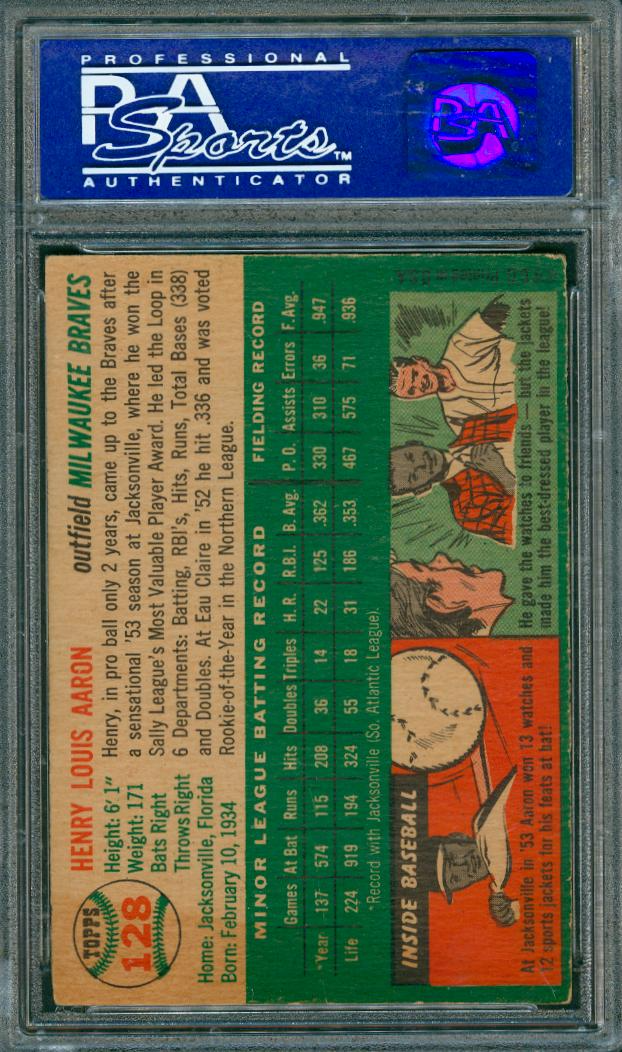 PROFESSIONAL
PSA
Sports™
AUTHENTICATOR
PSA
TOPPS
128
HENRY LOUIS AARON
outfield MILWAUKEE BRAVES
Height: 6' 1"
Weight: 171
Bats Right
Throws Right
Home: Jacksonville, Florida
Born: February 10, 1934
Henry, in pro ball only 2 years, came up to the Braves after
a sensational '53 season at Jacksonville, where he won the
Sally League's Most Valuable Player Award. He led the Loop in
6 Departments: Batting, RBI's, Hits, Runs, Total Bases (338)
and Doubles. At Eau Claire in '52 he hit .336 and was voted
Rookie-of-the-Year in the Northern League.
MINOR LEAGUE BATTING RECORD FIELDING RECORD
Games At Bat Runs Hits Doubles Triples H. R. R.B.I. B. Avg. P. O. Assists Errors F. Avg.
*Year 137 574 115 208 36 14 22 125 .362 330 310 36 .947
Life 224 919 194 324 55 18 31 186 .353 467 575 71 .936
*Record with Jacksonville (So. Atlantic League).
INSIDE BASEBALL
At Jacksonville in '53 Aaron won 13 watches and
12 sports jackets for his feats at bat!
He gave the watches to friends — but the jackets
made him the best-dressed player in the league!
T.C.G. Printed in U.S.A.